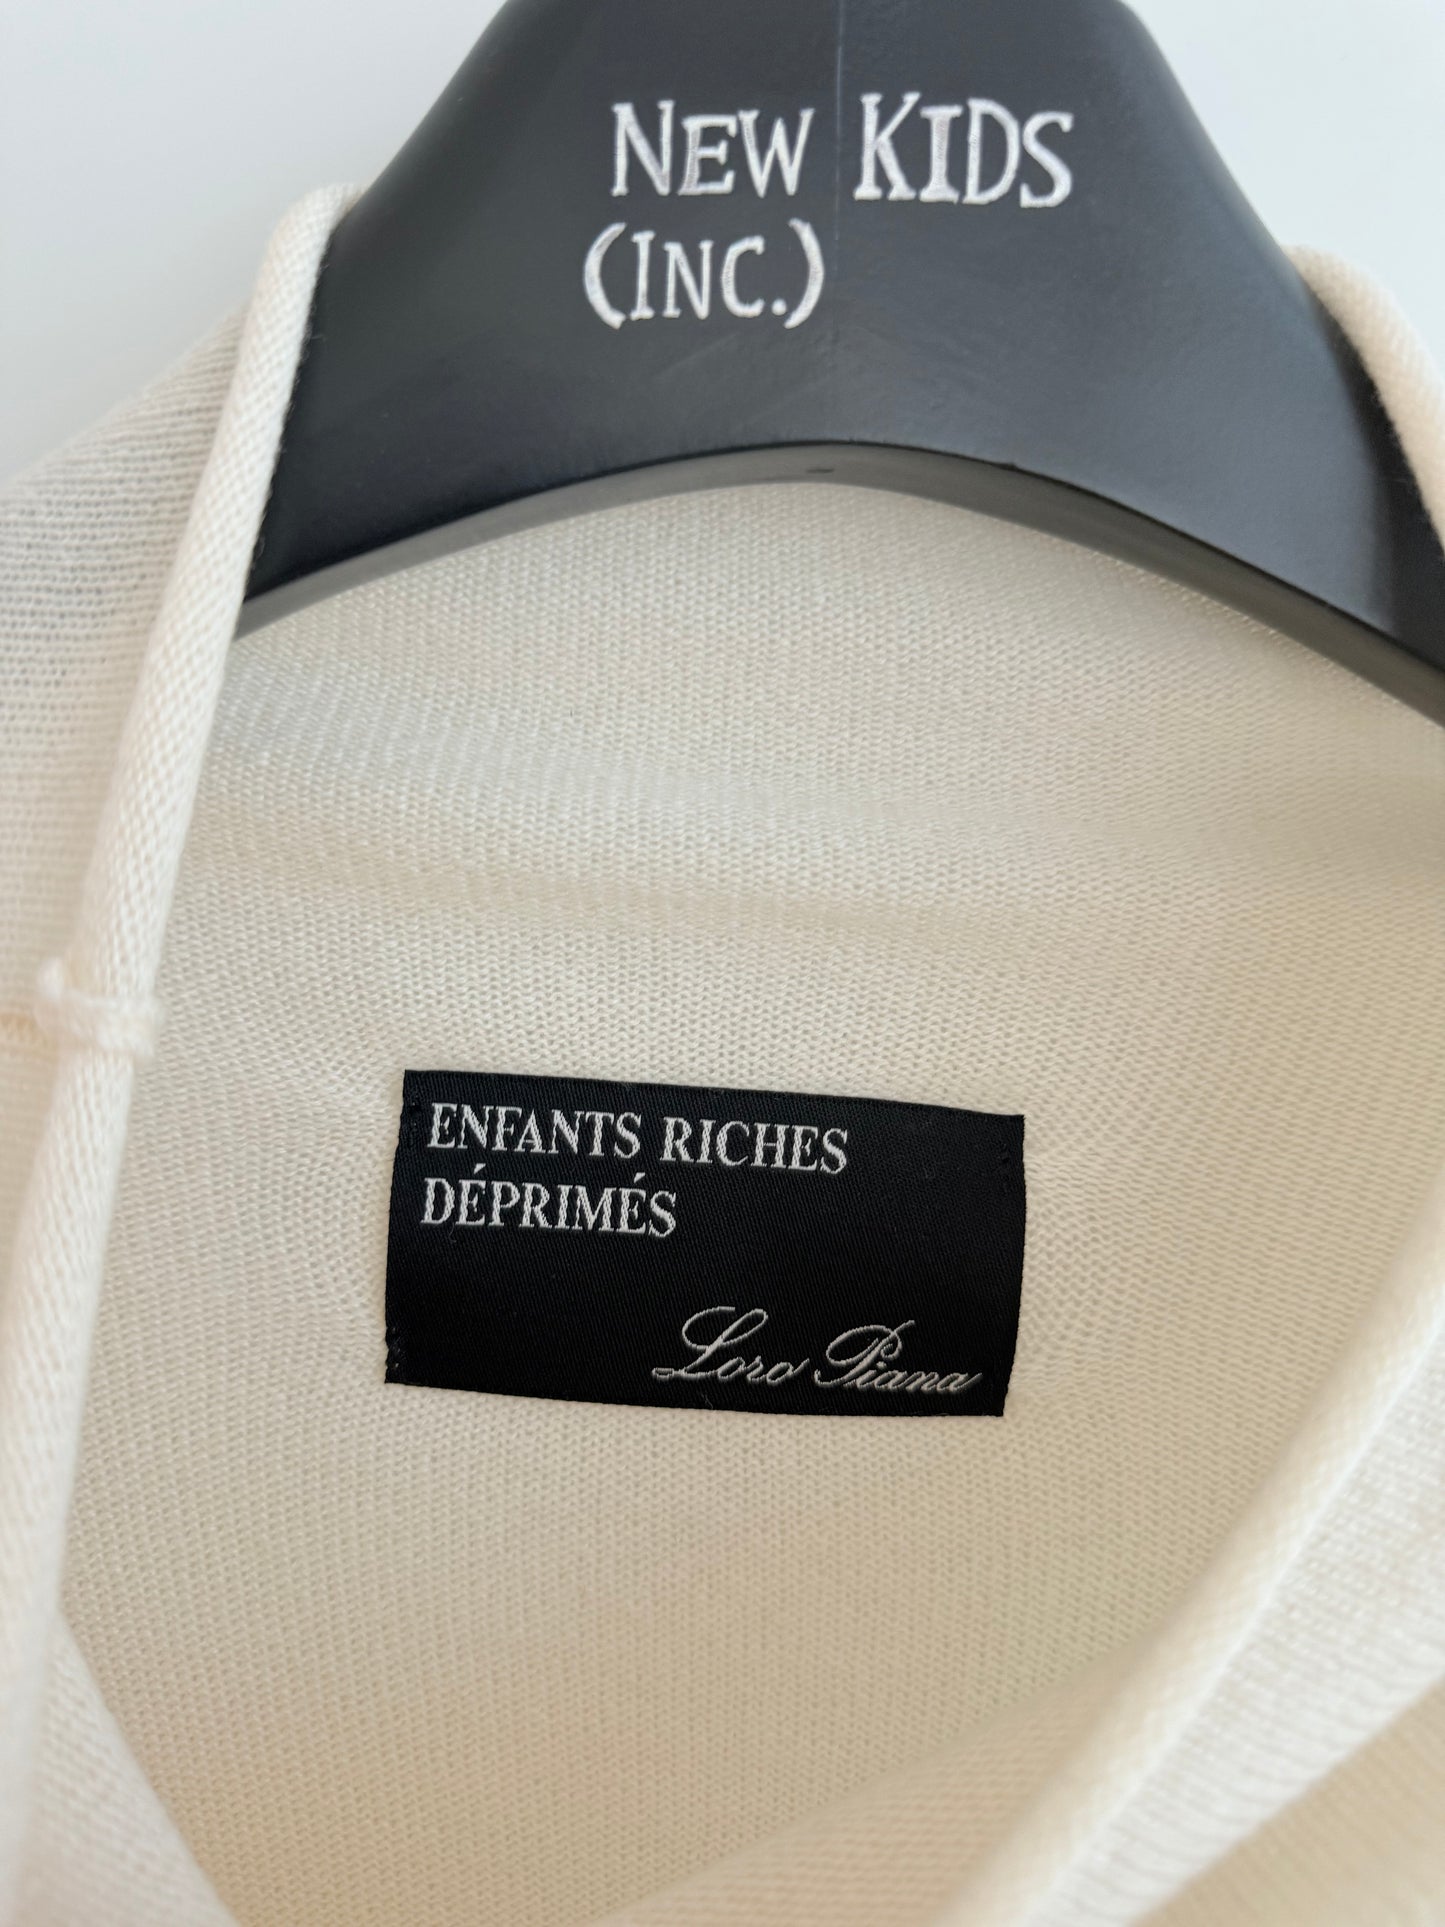 NEW KIDS
(INC.)
ENFANTS RICHES
DÉPRIMÉS
Loro Piana